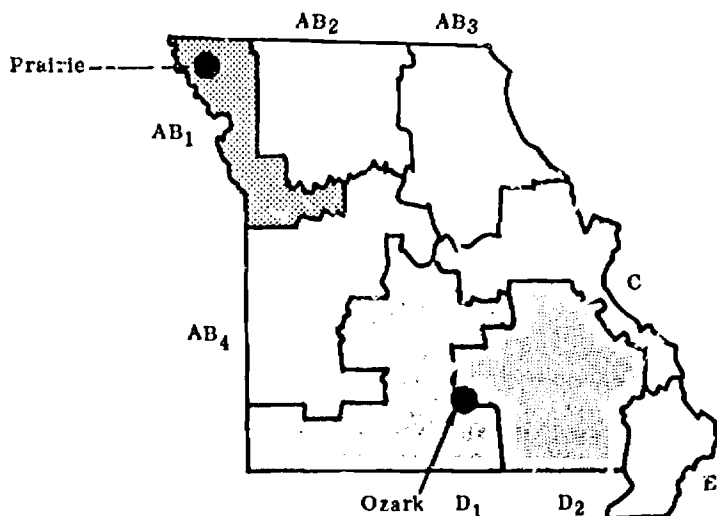 AB₂ AB₃
Prairie
AB₁
C
AB₄
E
Ozark D₁ D₂